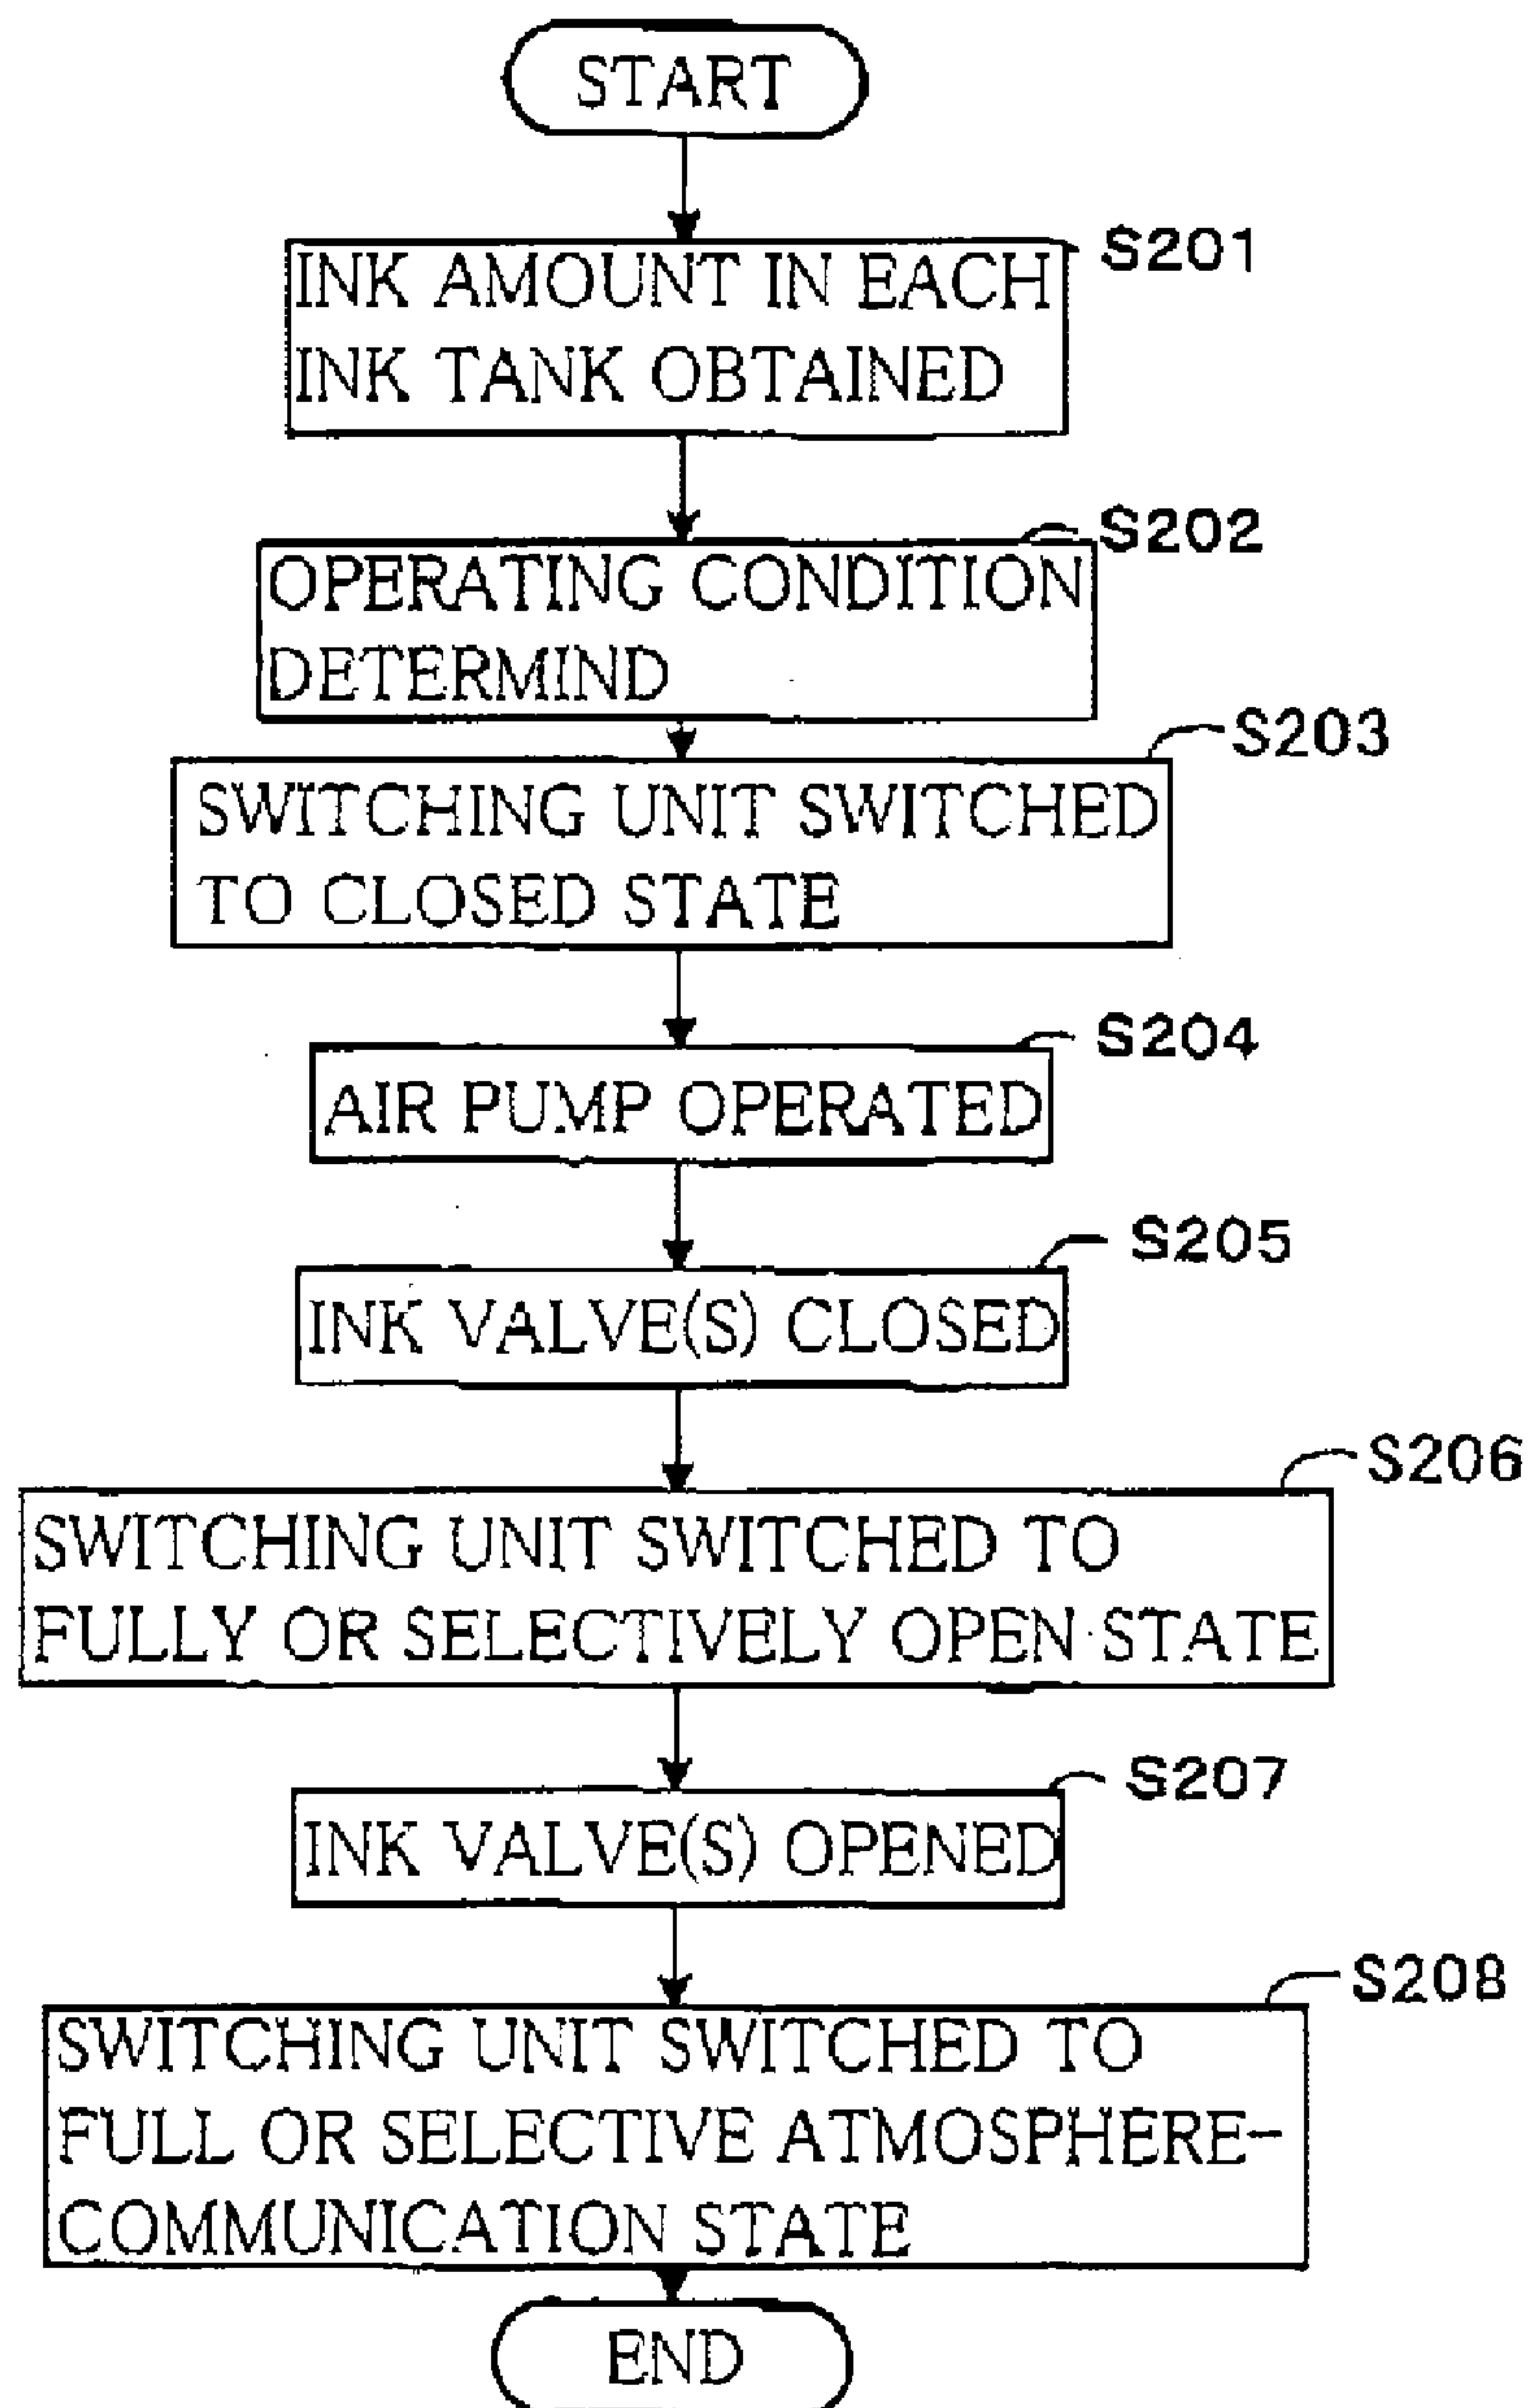 START
S201
INK AMOUNT IN EACH
INK TANK OBTAINED
S202
OPERATING CONDITION
DETERMIND
S203
SWITCHING UNIT SWITCHED
TO CLOSED STATE
S204
AIR PUMP OPERATED
S205
INK VALVE(S) CLOSED
S206
SWITCHING UNIT SWITCHED TO
FULLY OR SELECTIVELY OPEN STATE
S207
INK VALVE(S) OPENED
S208
SWITCHING UNIT SWITCHED TO
FULL OR SELECTIVE ATMOSPHERE-
COMMUNICATION STATE
END